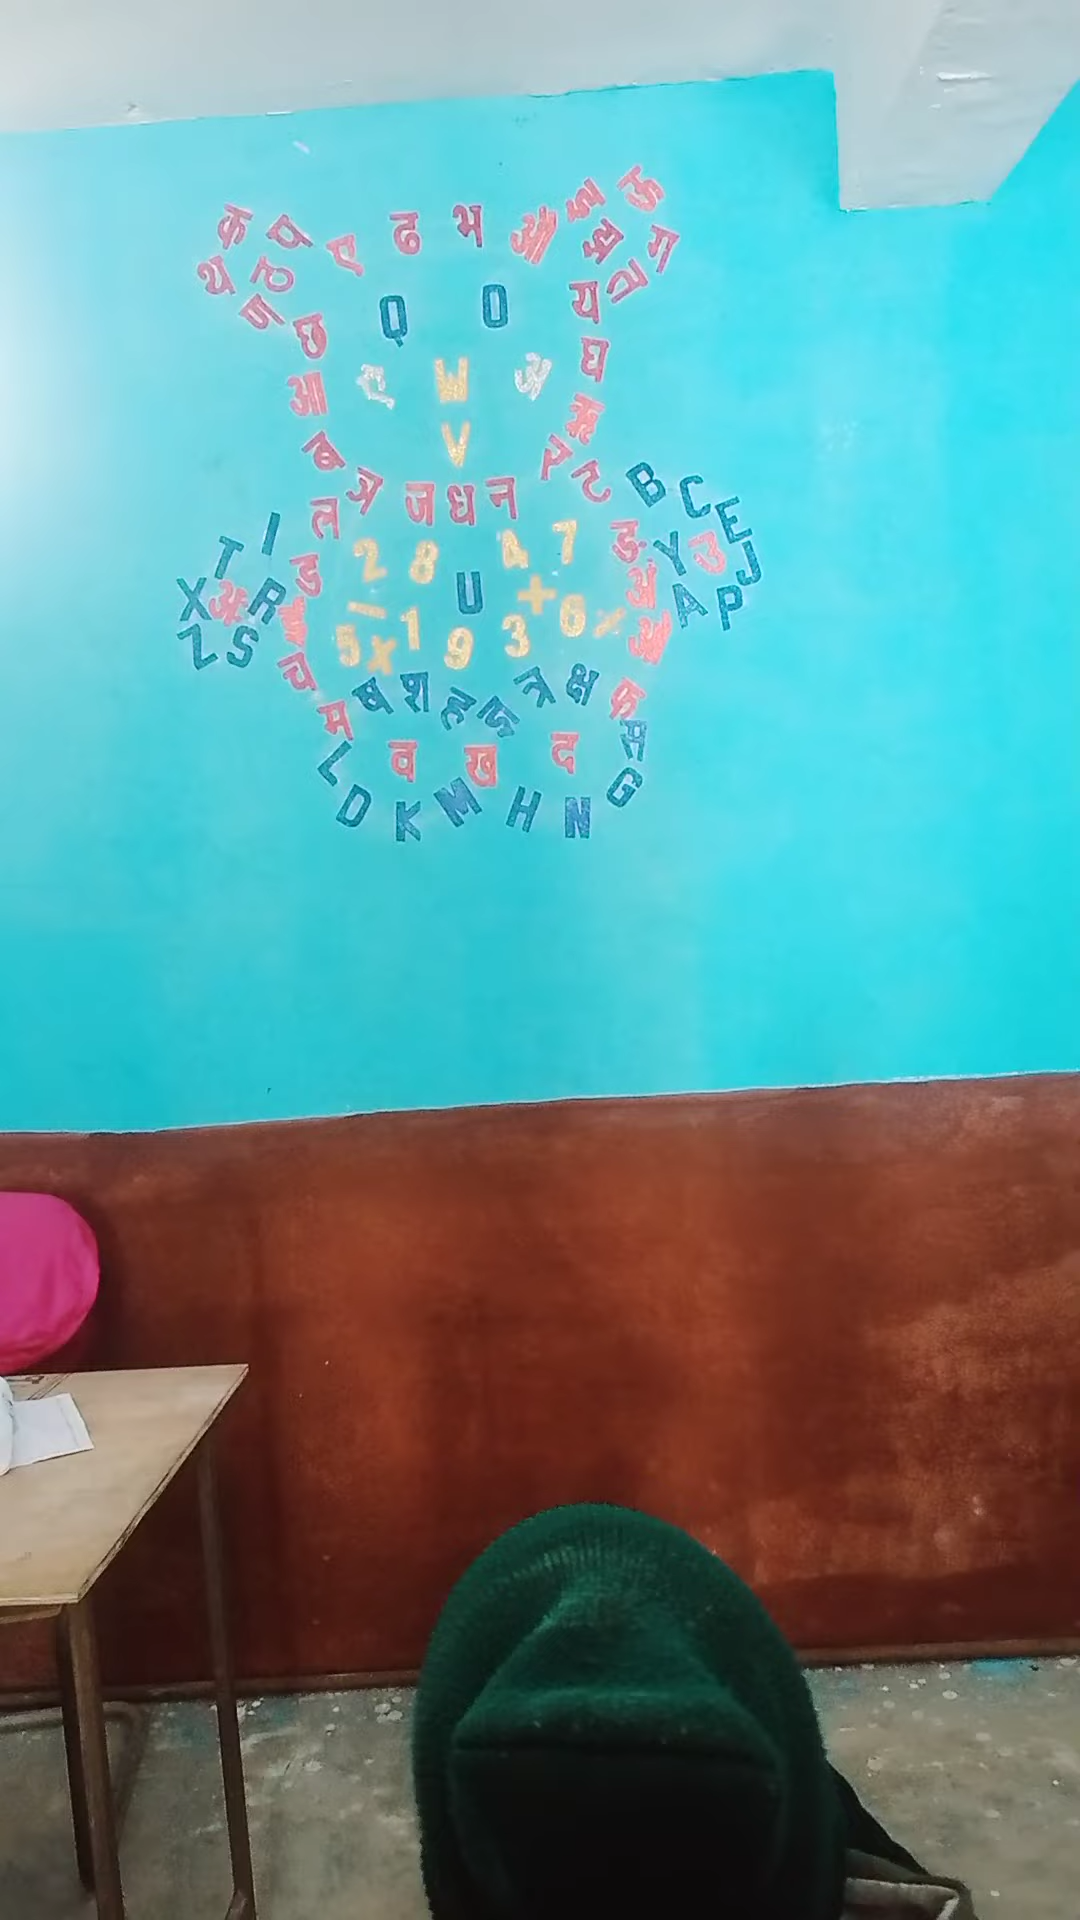 क प ए ढ भ औ ऊ
थ ठ ग
ण छ Q O य
आ ए W अ घ
ब V ऋ
ञ ज ध न र ट B C E
ल I 2 8 4 7 ङ Y उ J
T ड U + अं A P
X अ R – 1 3 6 ×
Z S 5 × 9
च ष श ह ज्ञ त्र क्ष फ
म व ख द स
L D K M H N G